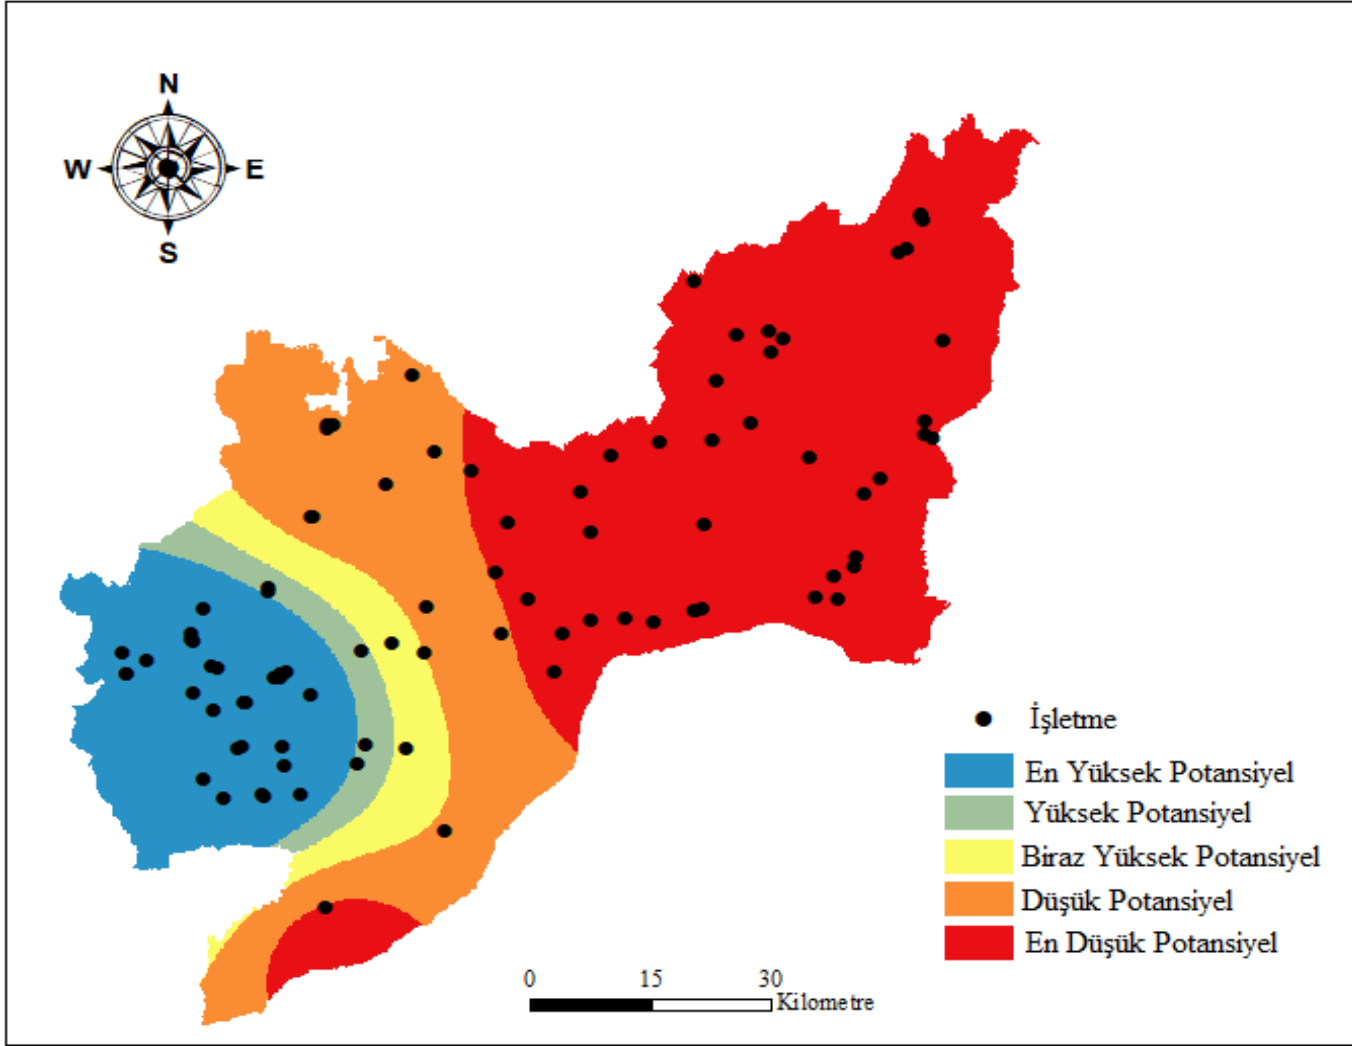 N
W E
S
İşletme
En Yüksek Potansiyel
Yüksek Potansiyel
Biraz Yüksek Potansiyel
Düşük Potansiyel
En Düşük Potansiyel
0 15 30
Kilometre